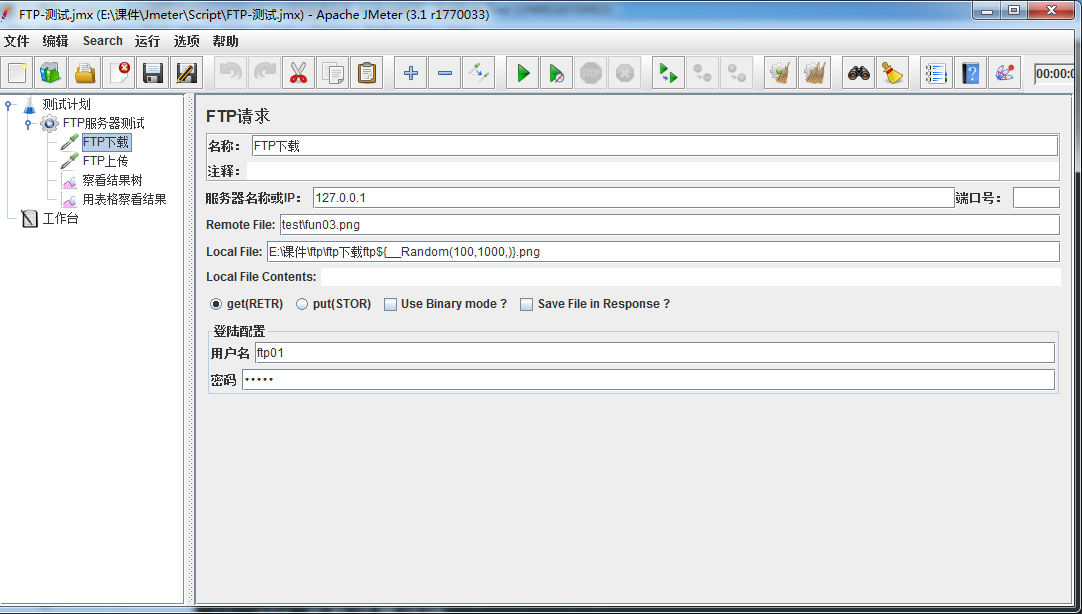 FTP-测试.jmx (E:\课件\Jmeter\Script\FTP-测试.jmx) - Apache JMeter (3.1 r1770033)
文件 编辑 Search 运行 选项 帮助
STOP
00:00:0
测试计划
FTP服务器测试
FTP下载
FTP上传
察看结果树
用表格察看结果
工作台
FTP请求
名称： FTP下载
注释：
服务器名称或IP： 127.0.0.1 端口号：
Remote File: test\fun03.png
Local File: E:\课件\ftp\ftp下载ftp${__Random(100,1000,)}.png
Local File Contents:
get(RETR) put(STOR) Use Binary mode ? Save File in Response ?
登陆配置
用户名 ftp01
密码 •••••